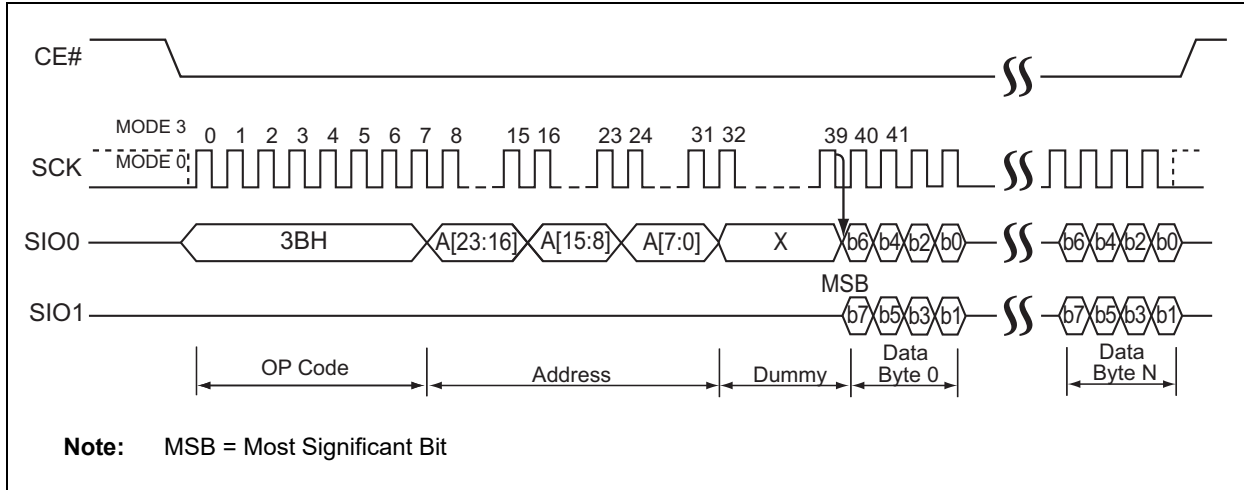 CE#
MODE 3
0 1 2 3 4 5 6 7 8 15 16 23 24 31 32 39 40 41
SCK
MODE 0
SIO0
3BH A[23:16] A[15:8] A[7:0] X b6 b4 b2 b0 b6 b4 b2 b0
MSB
SIO1
b7 b5 b3 b1 b7 b5 b3 b1
OP Code Address Dummy Data Byte 0 Data Byte N
Note: MSB = Most Significant Bit